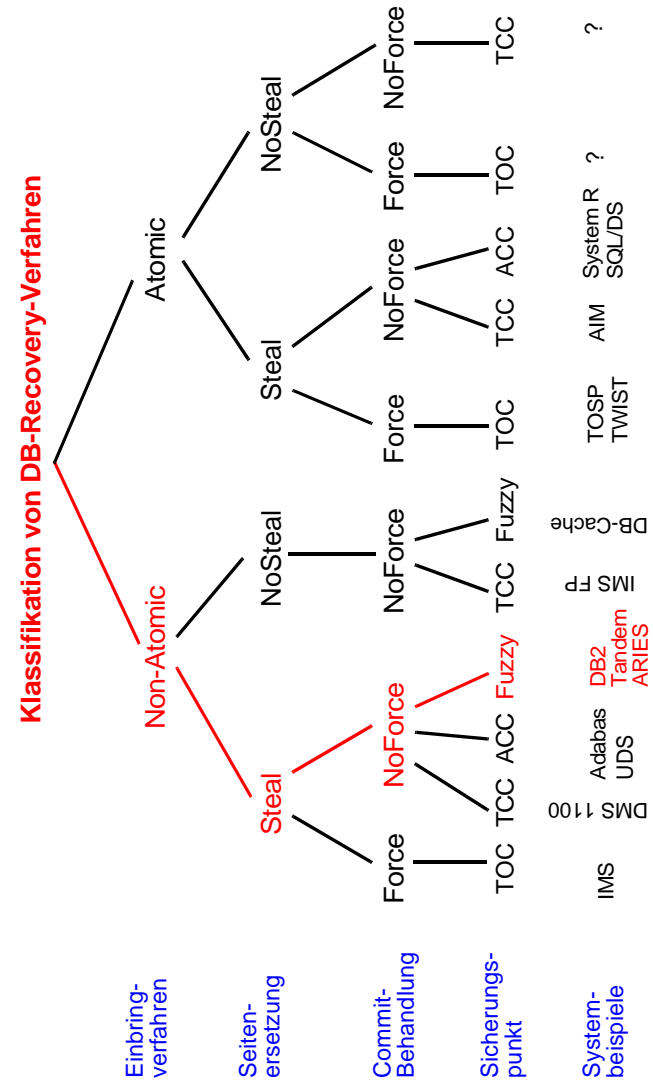 Klassifikation von DB-Recovery-Verfahren
Einbring-
verfahren
Non-Atomic
Atomic
Seiten-
ersetzung
Steal
NoSteal
Steal
NoSteal
Commit-
Behandlung
Force
NoForce
NoForce
Force
NoForce
Force
NoForce
Sicherungs-
punkt
TOC
TCC
ACC
Fuzzy
TCC
Fuzzy
TOC
TCC
ACC
TOC
TCC
System-
beispiele
IMS
DMS 1100
Adabas
UDS
DB2
Tandem
ARIES
IMS FP
DB-Cache
TOSP
TWIST
AIM
System R
SQL/DS
?
?